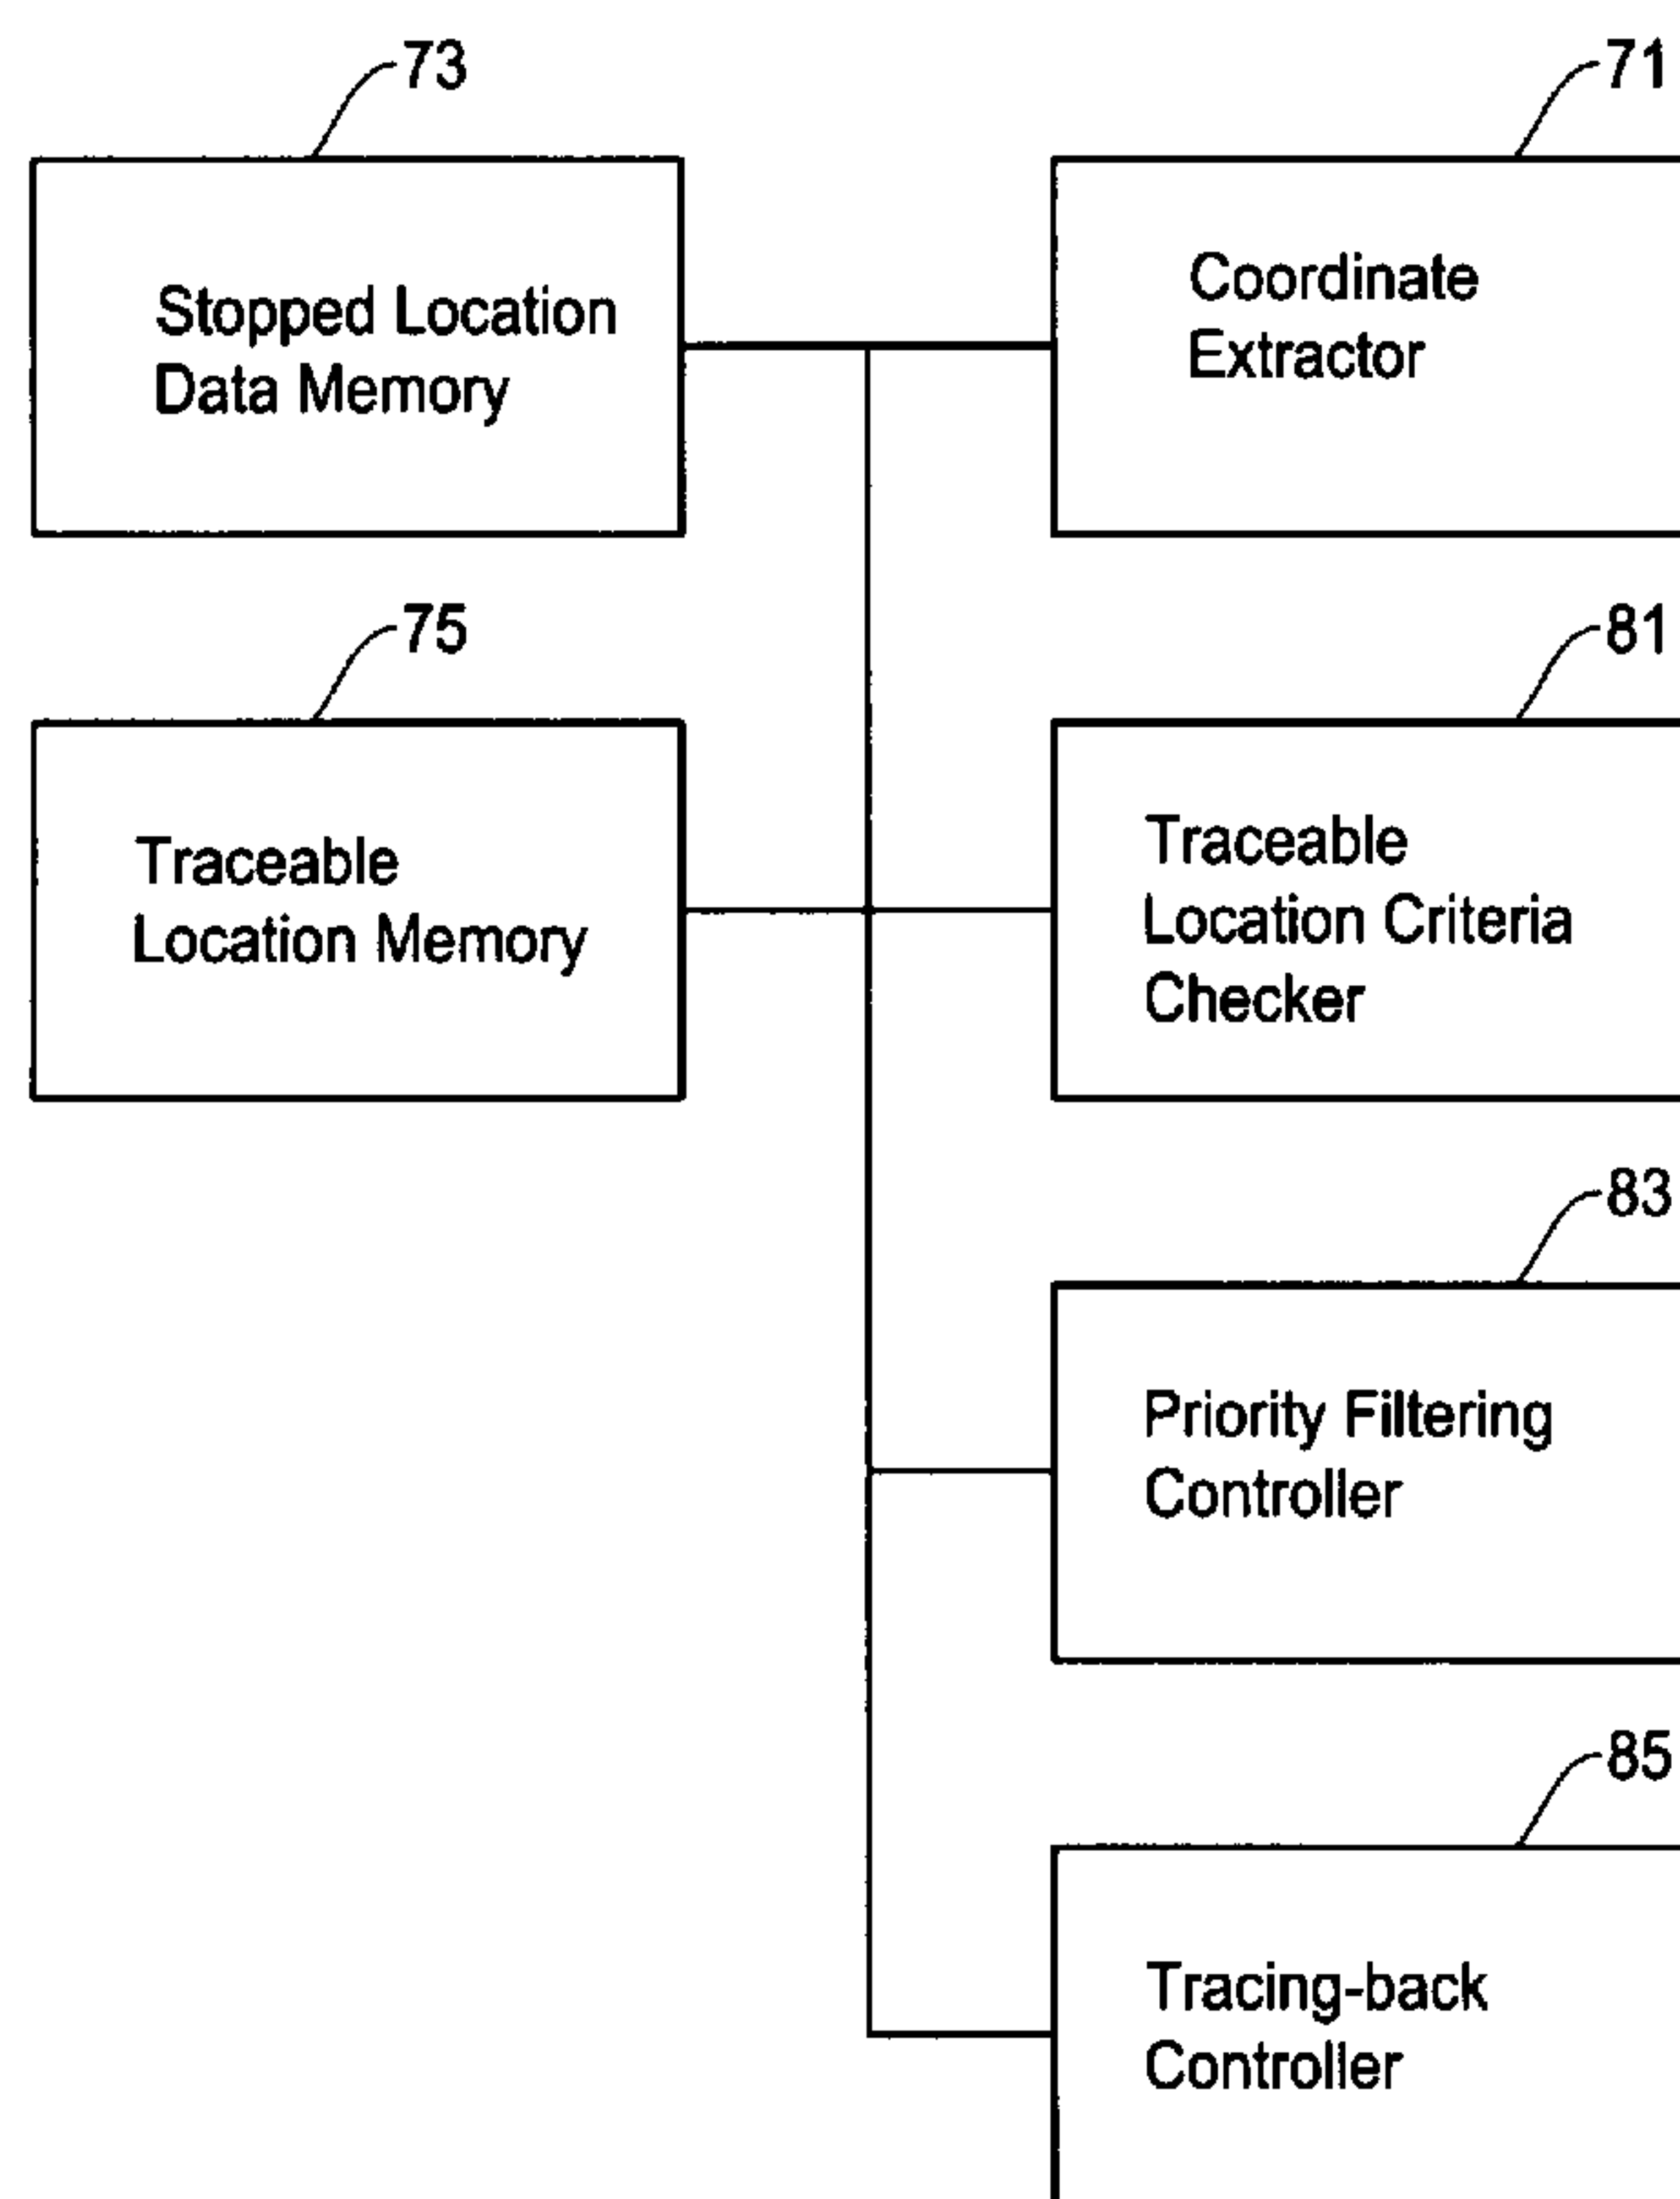 73
71
Stopped Location
Data Memory
Coordinate
Extractor
75
81
Traceable
Location Memory
Traceable
Location Criteria
Checker
83
Priority Filtering
Controller
85
Tracing-back
Controller